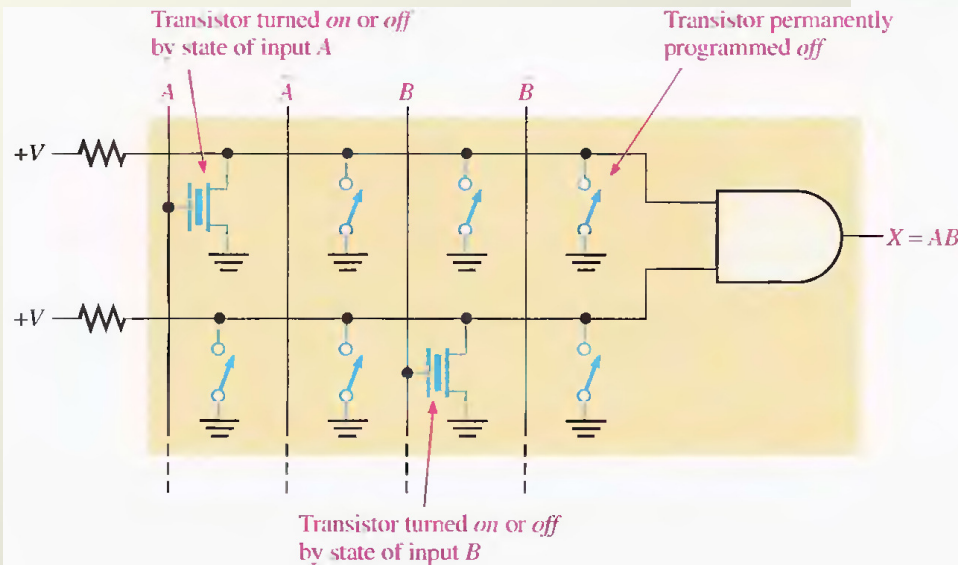 Transistor turned on or off
by state of input A
Transistor permanently
programmed off
A A B B
+V
X = AB
+V
Transistor turned on or off
by state of input B